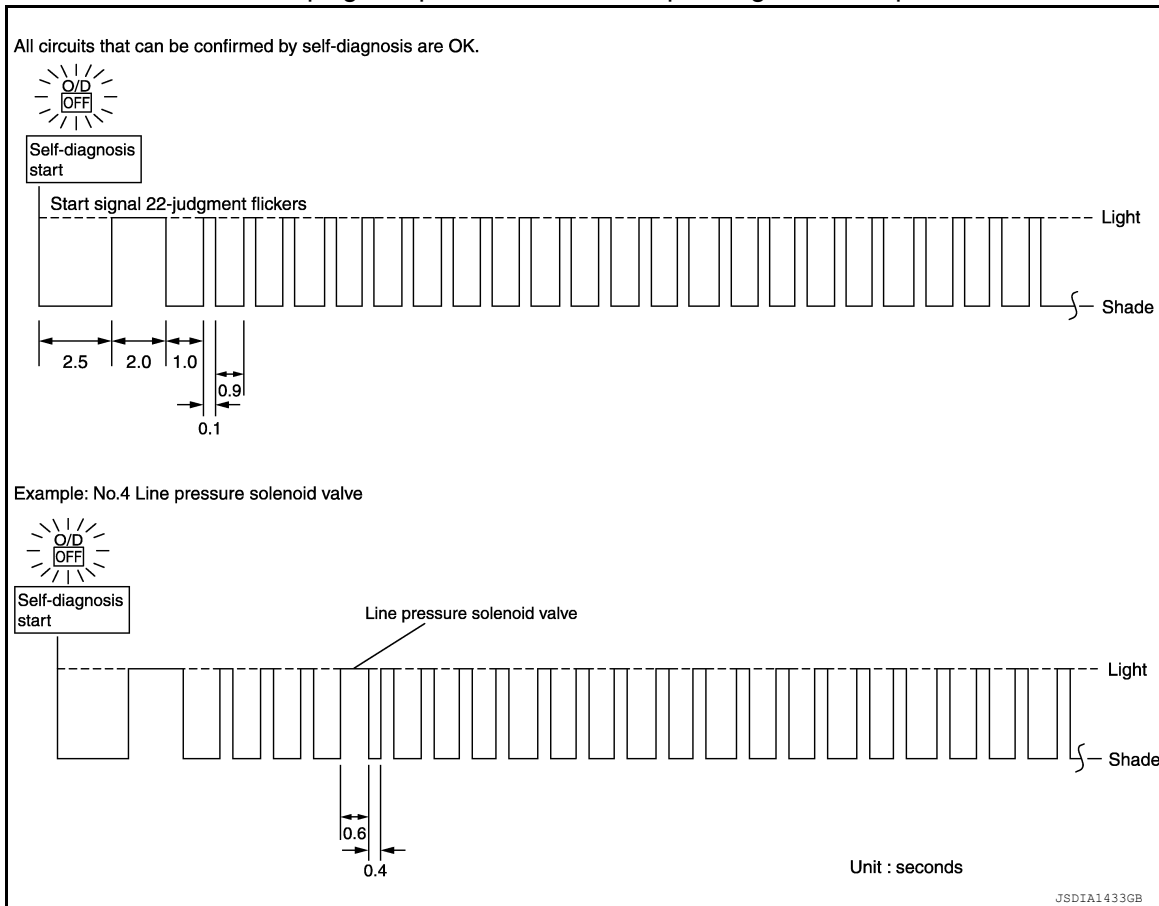 All circuits that can be confirmed by self-diagnosis are OK.
O/D
OFF
Self-diagnosis
start
Start signal 22-judgment flickers
Light
Shade
2.5
2.0
1.0
0.9
0.1
Example: No.4 Line pressure solenoid valve
O/D
OFF
Self-diagnosis
start
Line pressure solenoid valve
Light
Shade
0.6
0.4
Unit : seconds
JSDIA1433GB